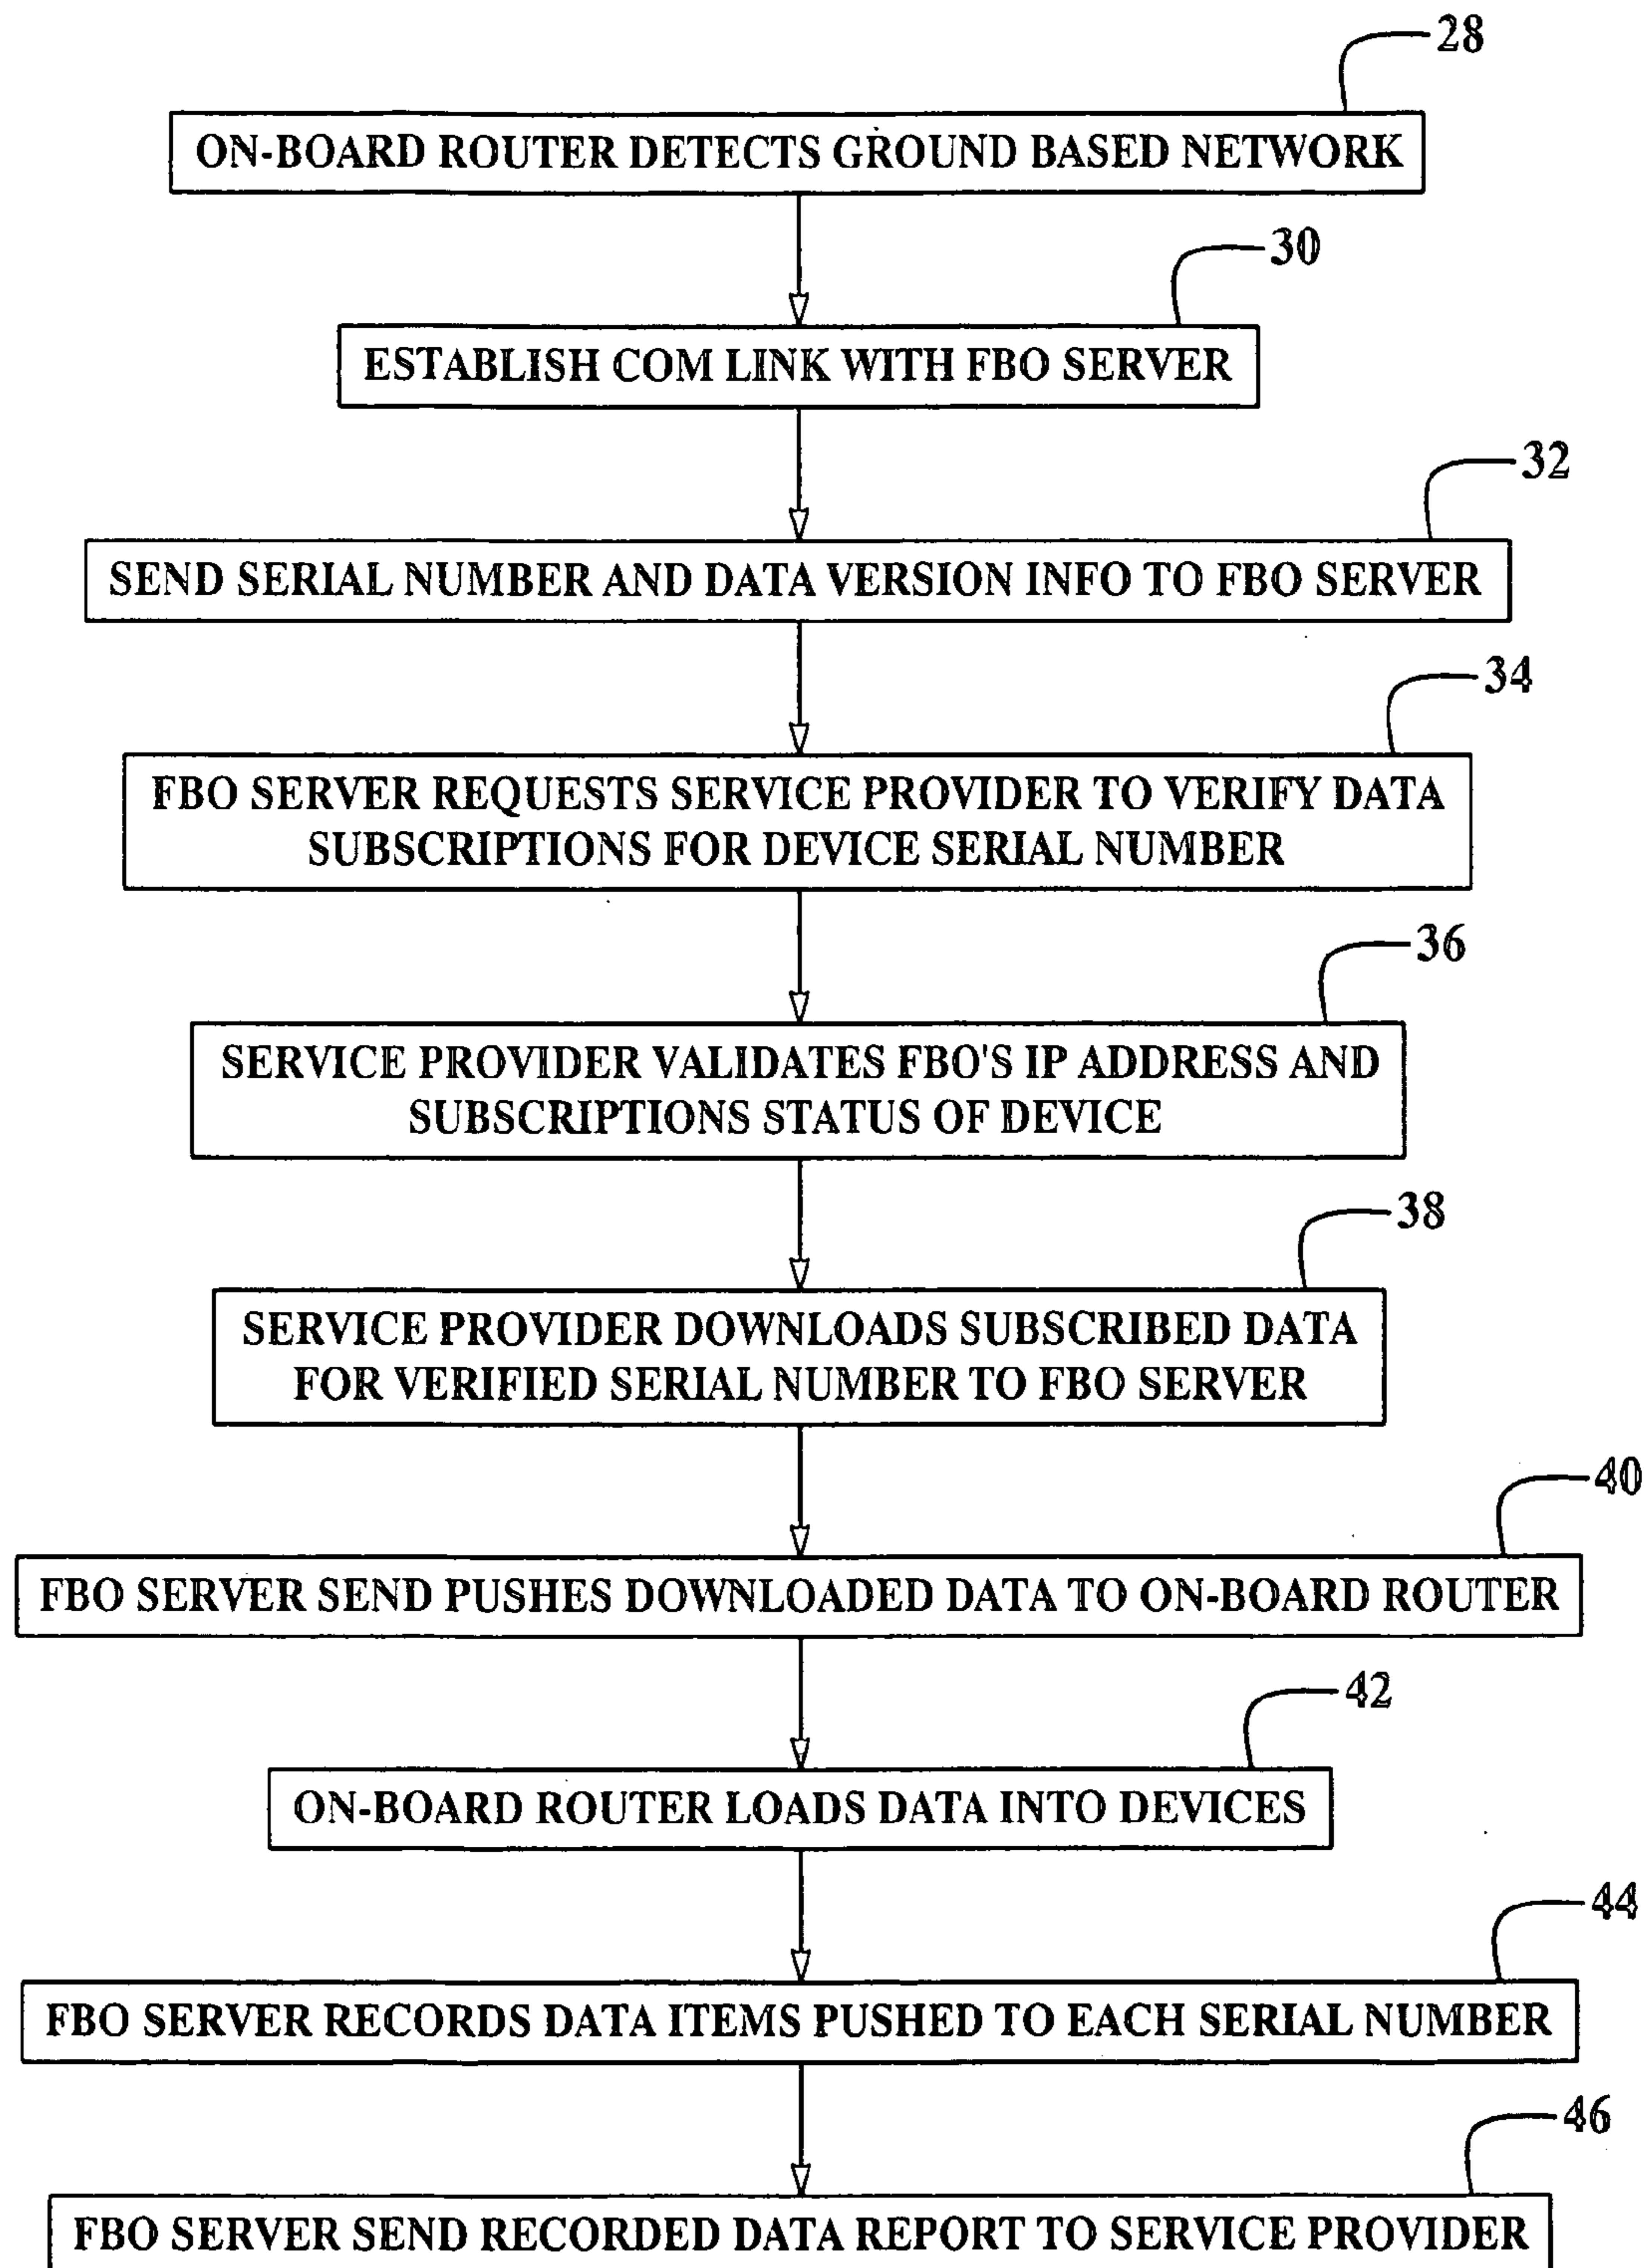 28
ON-BOARD ROUTER DETECTS GROUND BASED NETWORK
30
ESTABLISH COM LINK WITH FBO SERVER
32
SEND SERIAL NUMBER AND DATA VERSION INFO TO FBO SERVER
34
FBO SERVER REQUESTS SERVICE PROVIDER TO VERIFY DATA
SUBSCRIPTIONS FOR DEVICE SERIAL NUMBER
36
SERVICE PROVIDER VALIDATES FBO'S IP ADDRESS AND
SUBSCRIPTIONS STATUS OF DEVICE
38
SERVICE PROVIDER DOWNLOADS SUBSCRIBED DATA
FOR VERIFIED SERIAL NUMBER TO FBO SERVER
40
FBO SERVER SEND PUSHES DOWNLOADED DATA TO ON-BOARD ROUTER
42
ON-BOARD ROUTER LOADS DATA INTO DEVICES
44
FBO SERVER RECORDS DATA ITEMS PUSHED TO EACH SERIAL NUMBER
46
FBO SERVER SEND RECORDED DATA REPORT TO SERVICE PROVIDER